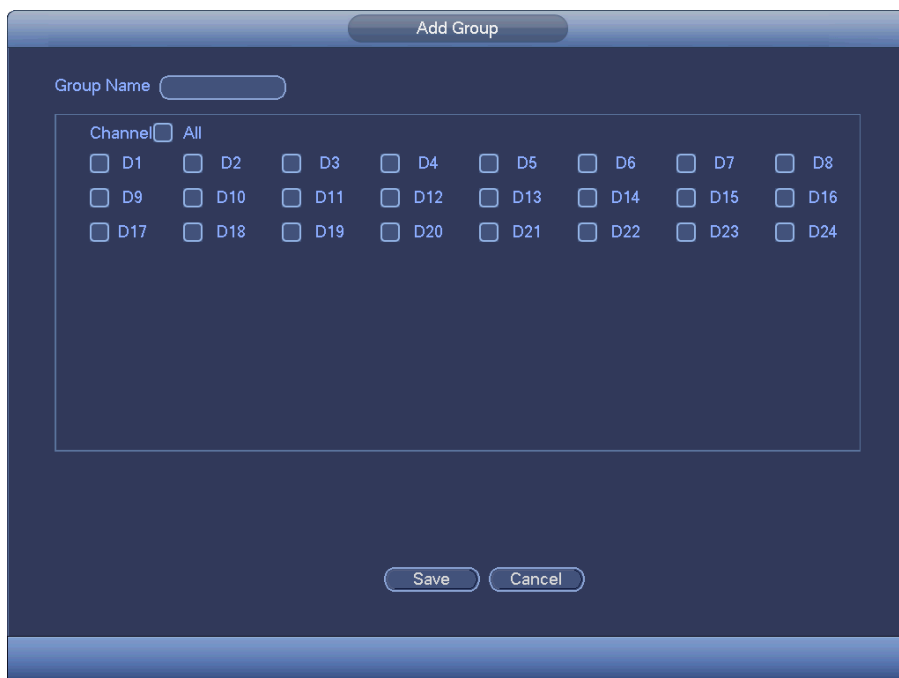 Add Group
Group Name
Channel All
D1 D2 D3 D4 D5 D6 D7 D8
D9 D10 D11 D12 D13 D14 D15 D16
D17 D18 D19 D20 D21 D22 D23 D24
Save Cancel